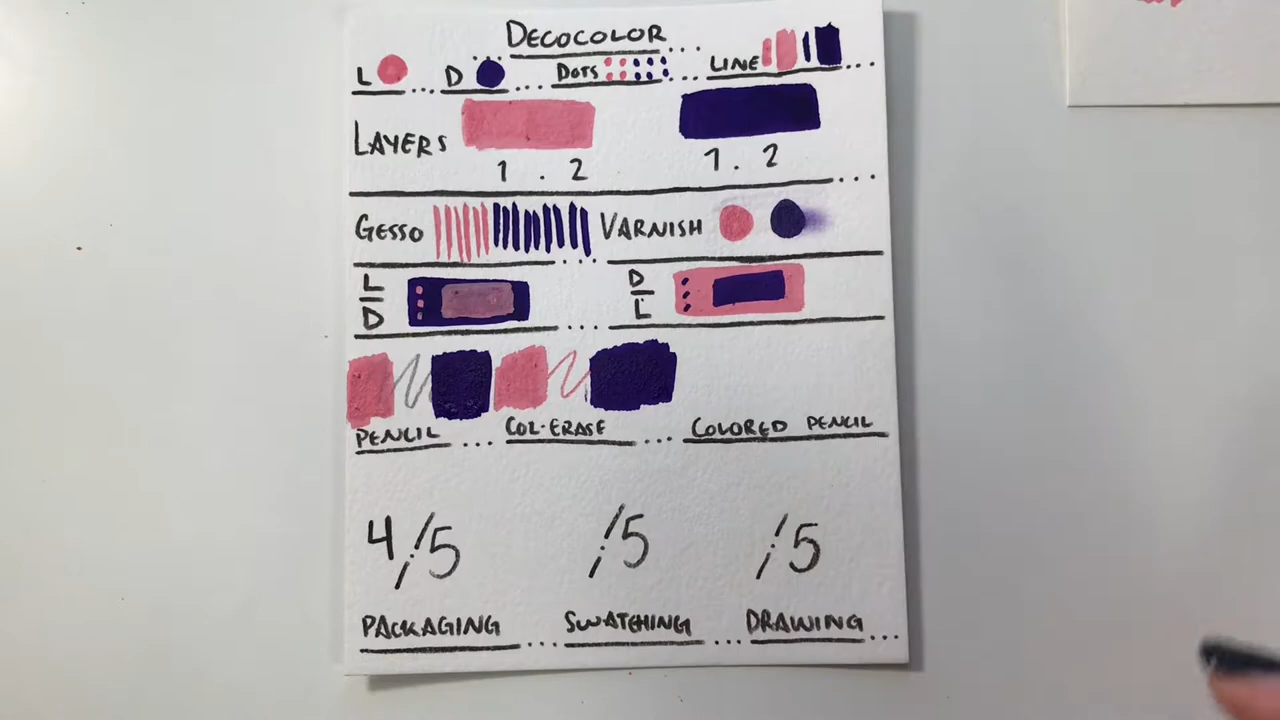 DECOCOLOR
L D DOTS LINE
LAYERS
1 . 2 1 . 2
GESSO VARNISH
L D
D L
PENCIL COL-ERASE COLORED PENCIL
4/5 /5 /5
PACKAGING SWATCHING DRAWING